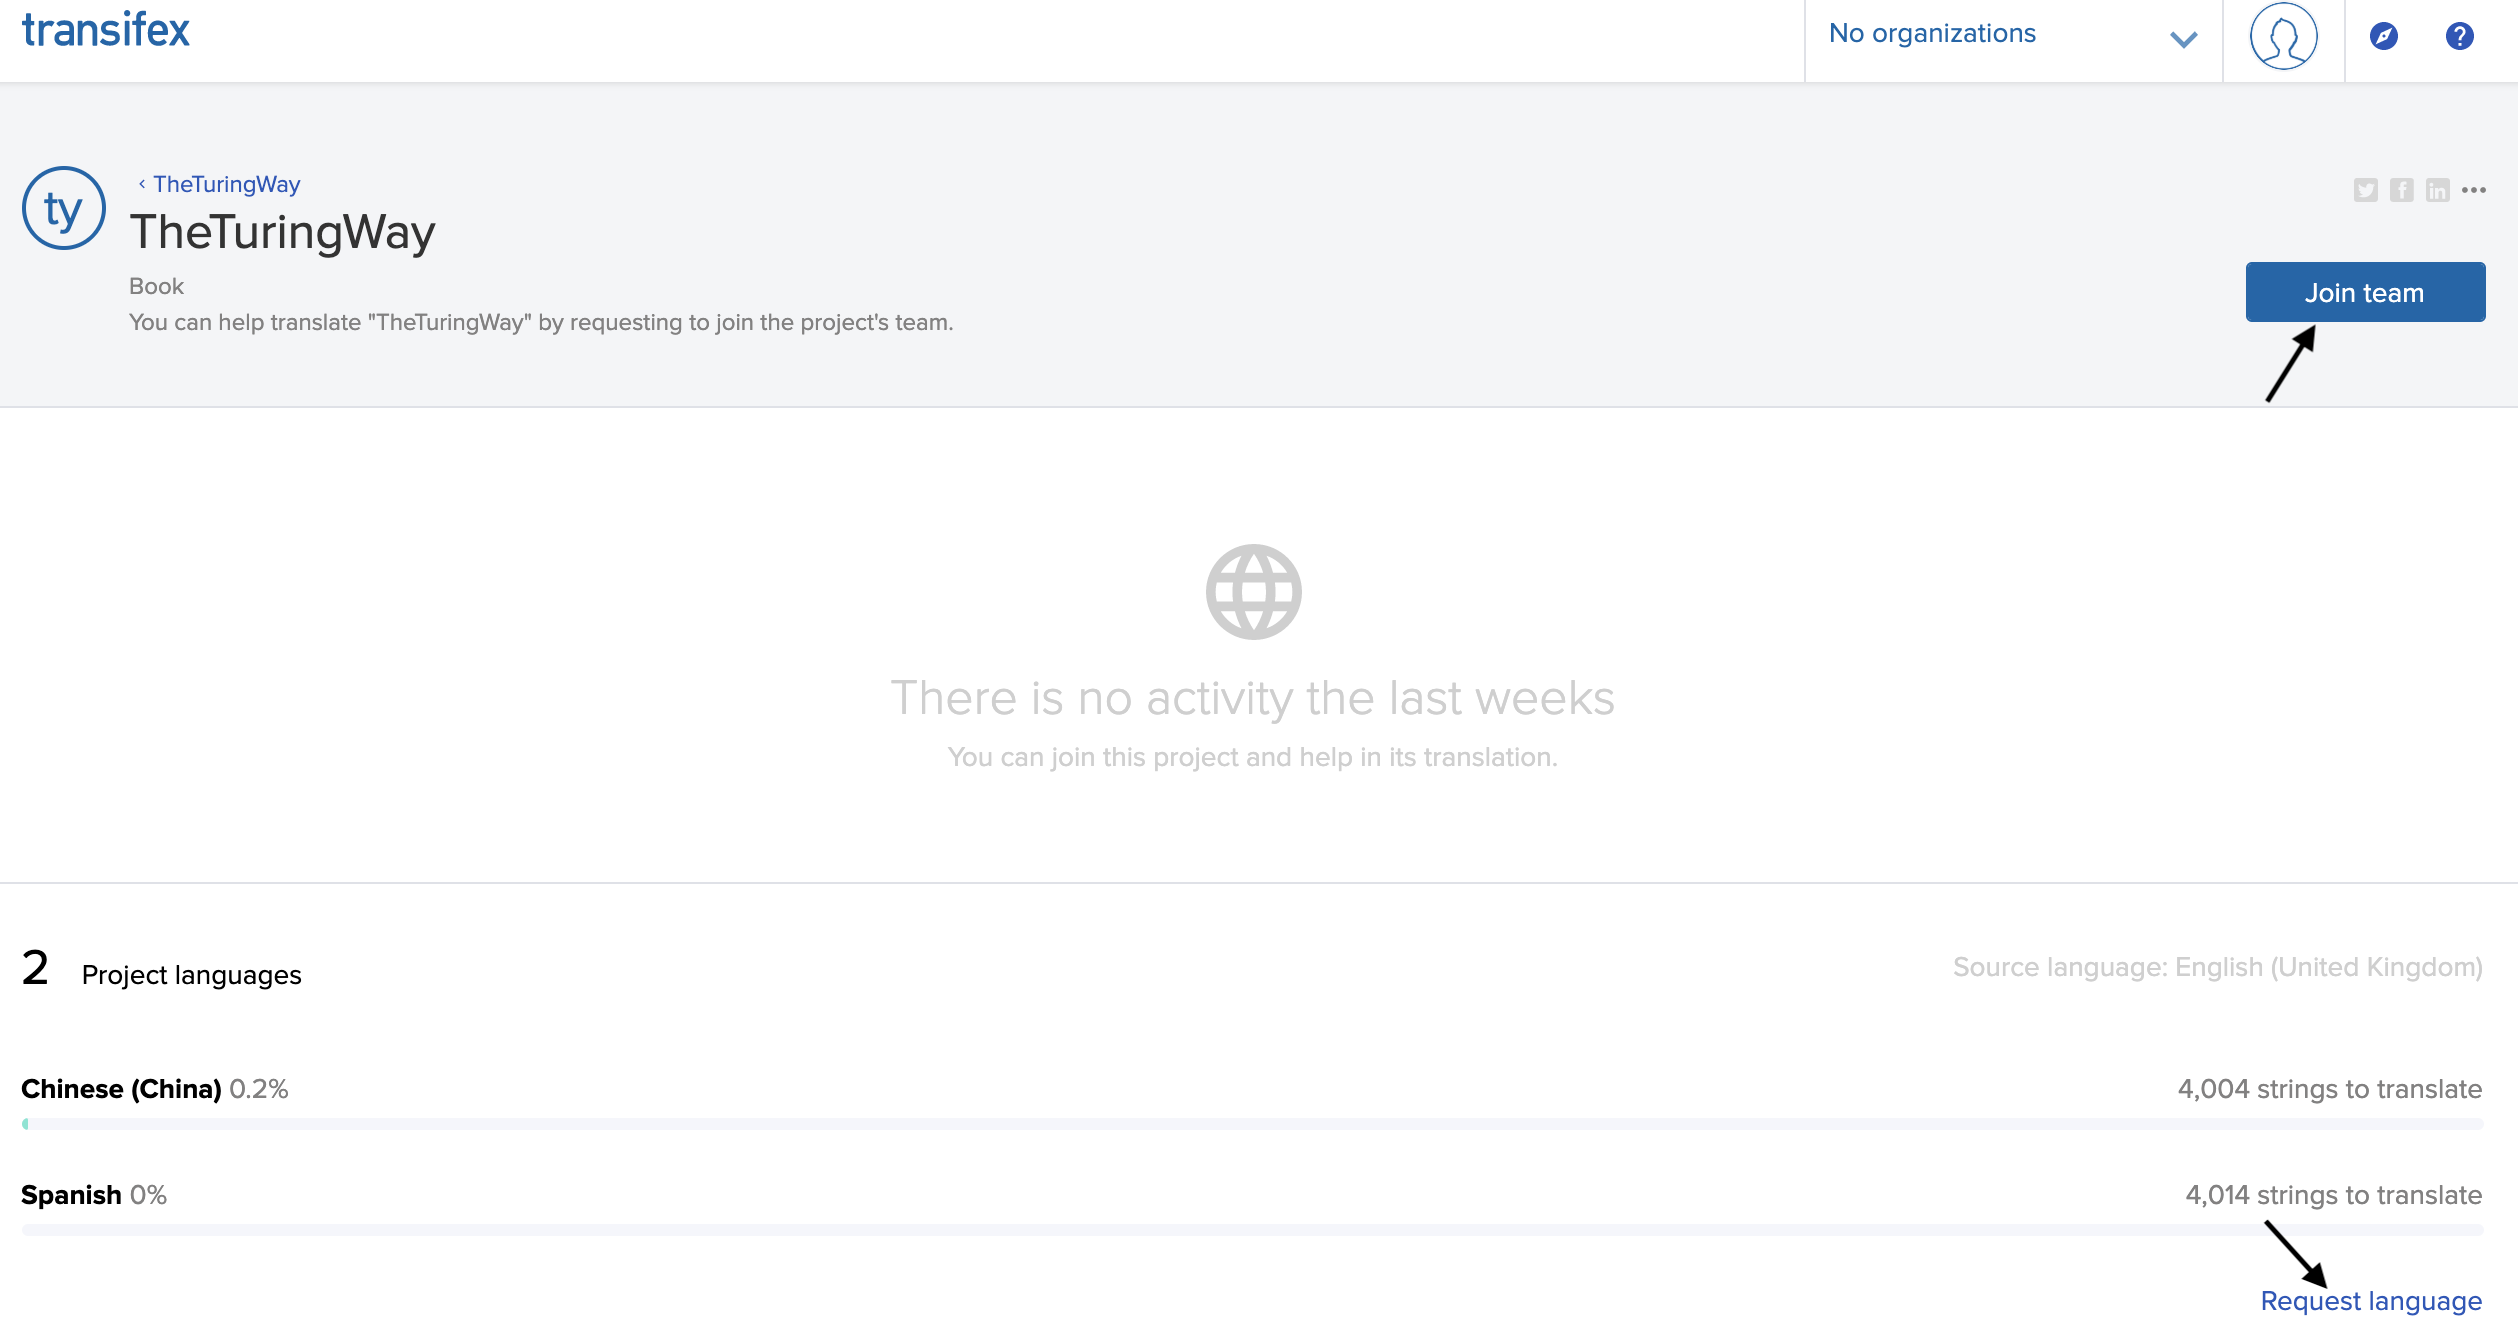 transifex
No organizations
?
ty
‹ TheTuringWay
TheTuringWay
Book
You can help translate "TheTuringWay" by requesting to join the project's team.
f in •••
Join team
There is no activity the last weeks
You can join this project and help in its translation.
2 Project languages
Source language: English (United Kingdom)
Chinese (China) 0.2%
4,004 strings to translate
Spanish 0%
4,014 strings to translate
Request language